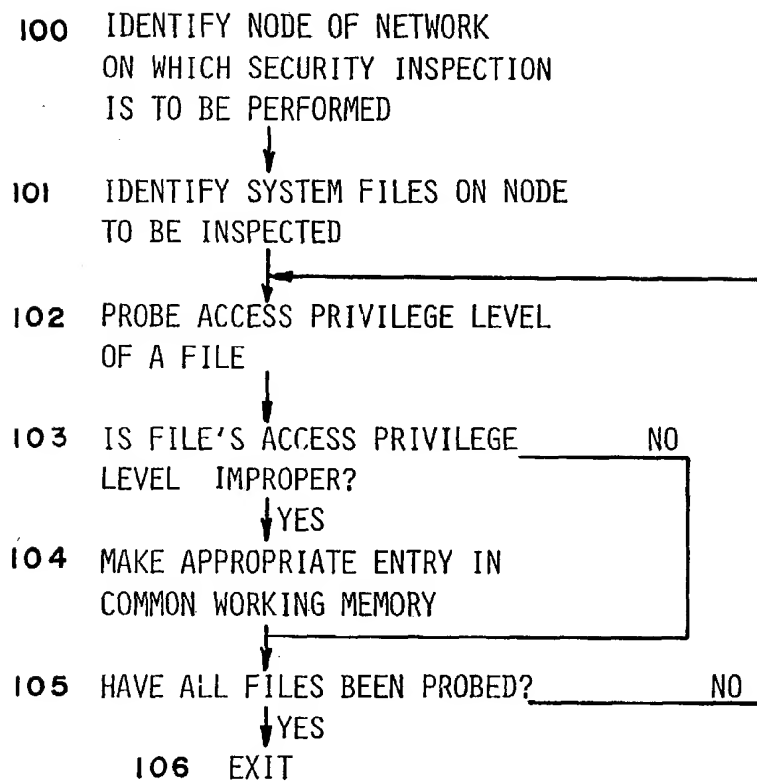 100 IDENTIFY NODE OF NETWORK
ON WHICH SECURITY INSPECTION
IS TO BE PERFORMED
101 IDENTIFY SYSTEM FILES ON NODE
TO BE INSPECTED
102 PROBE ACCESS PRIVILEGE LEVEL
OF A FILE
103 IS FILE'S ACCESS PRIVILEGE NO
LEVEL IMPROPER?
YES
104 MAKE APPROPRIATE ENTRY IN
COMMON WORKING MEMORY
105 HAVE ALL FILES BEEN PROBED? NO
YES
106 EXIT